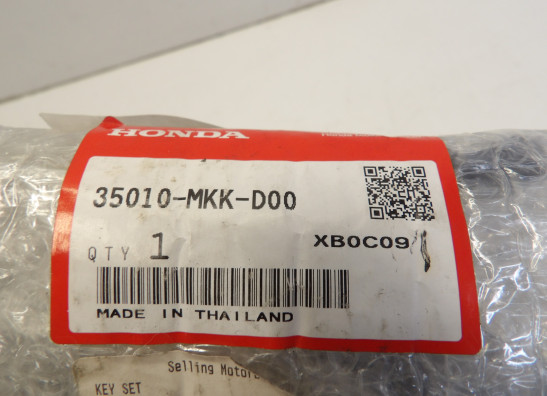 HONDA
35010-MKK-D00
XB0C09
QTY 1
MADE IN THAILAND
Selling Motor
KEY SET